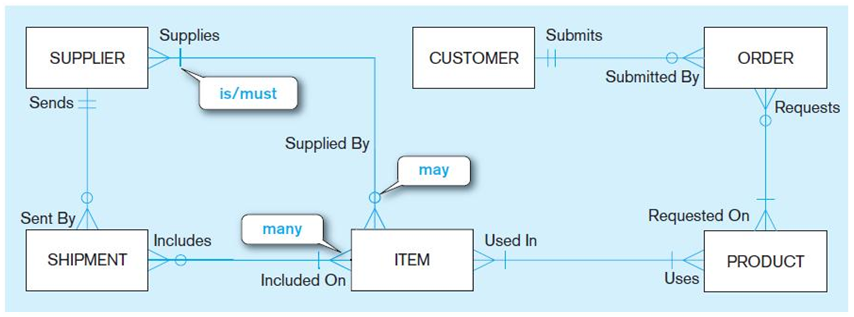 Supplies
Submits
SUPPLIER
CUSTOMER
ORDER
Submitted By
is/must
Sends
Requests
Supplied By
may
Sent By
many
Requested On
Includes
Used In
SHIPMENT
ITEM
PRODUCT
Included On
Uses